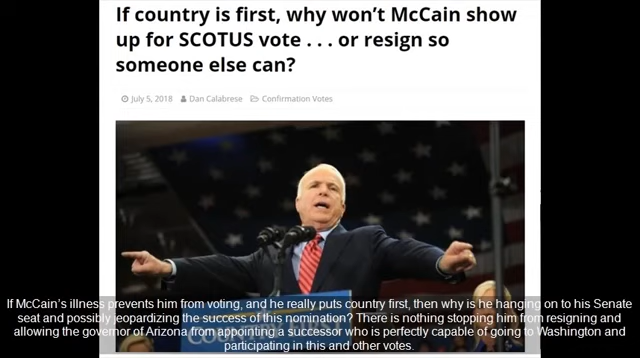 If country is first, why won't McCain show
up for SCOTUS vote . . . or resign so
someone else can?
July 5, 2018 Dan Calabrese Confirmation Votes
If McCain's illness prevents him from voting, and he really puts country first, then why is he hanging on to his Senate
seat and possibly jeopardizing the success of this nomination? There is nothing stopping him from resigning and
allowing the governor of Arizona from appointing a successor who is perfectly capable of going to Washington and
participating in this and other votes.